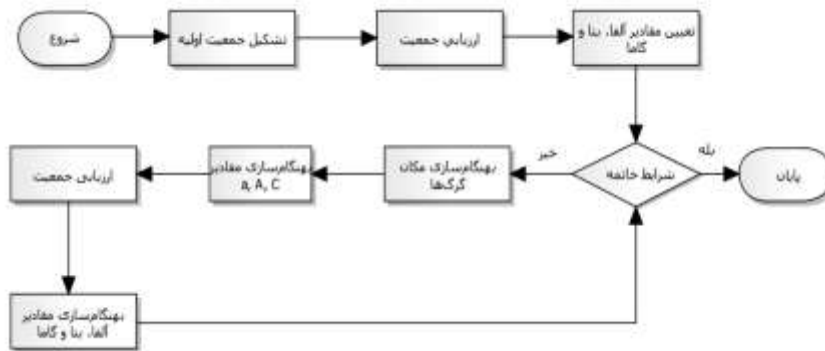 شروع
تشکیل جمعیت اولیه
ارزیابی جمعیت
تعیین مقادیر آلفا، بتا و
گاما
شرایط خاتمه
بله
پایان
خیر
بهنگام‌سازی مکان
گرگ‌ها
بهنگام‌سازی مقادیر
a, A, C
ارزیابی جمعیت
بهنگام‌سازی مقادیر
آلفا، بتا و گاما